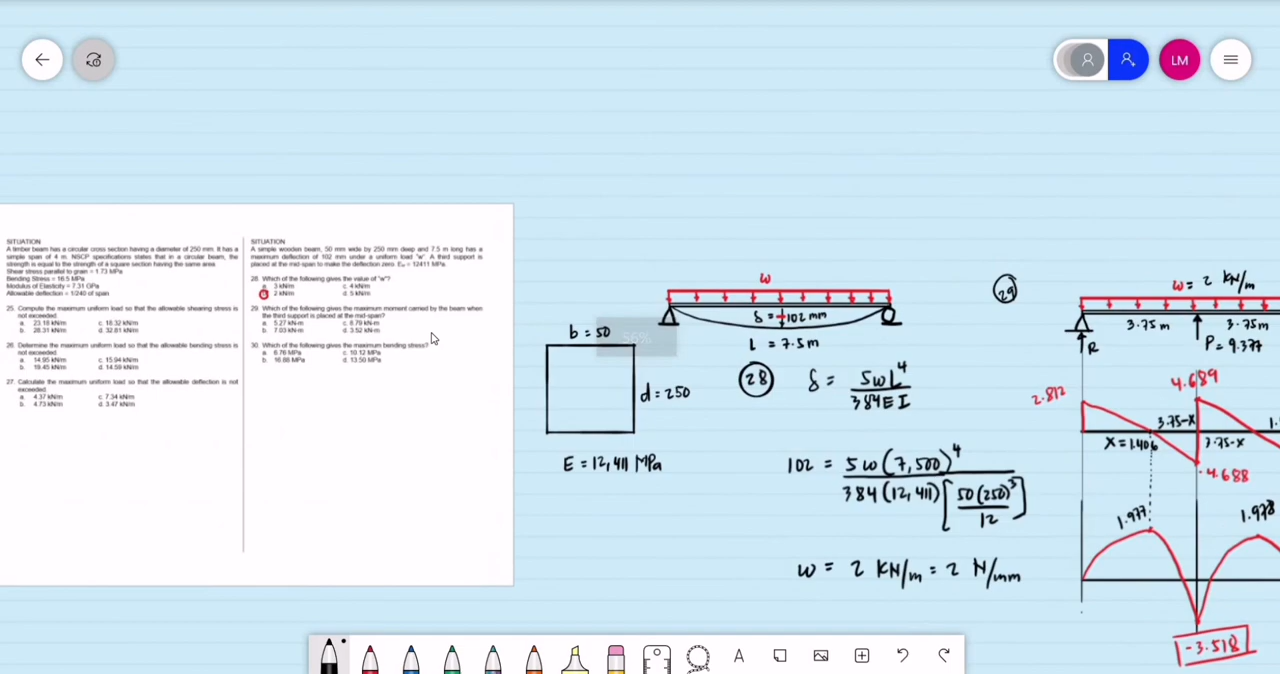 LM
SITUATION
A timber beam has a circular cross section having a diameter of 250 mm. It has a
simple span of 4 m. NSCP specifications states that in a circular beam, the
strength is equal to the strength of a square section having the same area.
Shear stress parallel to grain = 1.73 MPa
Bending Stress = 16.5 MPa
Modulus of Elasticity = 7.31 GPa
Allowable deflection = 1/240 of span
25. Compute the maximum uniform load so that the allowable shearing stress is
not exceeded.
a. 23.18 kN/m c. 18.32 kN/m
b. 28.31 kN/m d. 32.81 kN/m
26. Determine the maximum uniform load so that the allowable bending stress is
not exceeded.
a. 14.95 kN/m c. 15.94 kN/m
b. 19.45 kN/m d. 14.59 kN/m
27. Calculate the maximum uniform load so that the allowable deflection is not
exceeded.
a. 4.37 kN/m c. 7.34 kN/m
b. 4.73 kN/m d. 3.47 kN/m
SITUATION
A simple wooden beam, 50 mm wide by 250 mm deep and 7.5 m long has a
maximum deflection of 102 mm under a uniform load "w". A third support is
placed at the mid-span to make the deflection zero. Ew = 12411 MPa.
28. Which of the following gives the value of "w"?
a. 3 kN/m c. 4 kN/m
2 kN/m d. 5 kN/m
29. Which of the following gives the maximum moment carried by the beam when
the third support is placed at the mid-span?
a. 5.27 kN-m c. 8.79 kN-m
b. 7.03 kN-m d. 3.52 kN-m
30. Which of the following gives the maximum bending stress?
a. 6.76 MPa c. 10.12 MPa
b. 16.88 MPa d. 13.50 MPa
56%
b = 50
d = 250
E = 12,411 MPa
w
δ = 102 mm
L = 7.5 m
28
δ = 5wL⁴
384EI
102 = 5w(7,500)⁴
384(12,411)[50(250)³
12]
w = 2 KN/m = 2 N/mm
29
w = 2 KN/m
3.75 m 3.75 m
R
P = 9.377
2.812
4.689
3.75-x
x = 1.406
3.75-x
-4.688
1.977
1.978
-3.518
A